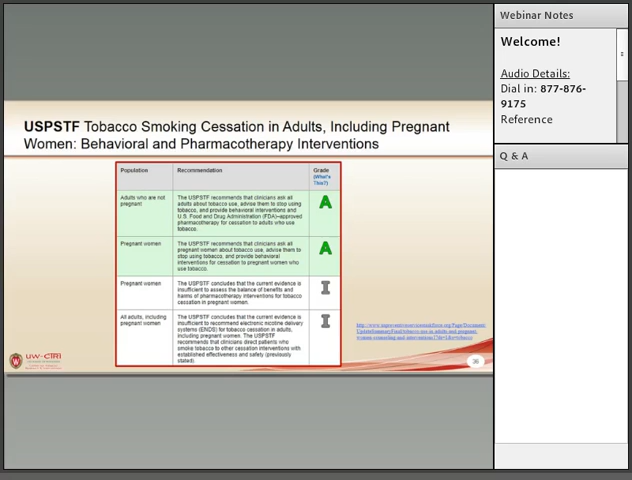 USPSTF Tobacco Smoking Cessation in Adults, Including Pregnant
Women: Behavioral and Pharmacotherapy Interventions
Population Recommendation Grade
(What's
This?)
Adults who are not
pregnant
The USPSTF recommends that clinicians ask all
adults about tobacco use, advise them to stop using
tobacco, and provide behavioral interventions and
U.S. Food and Drug Administration (FDA)–approved
pharmacotherapy for cessation to adults who use
tobacco.
A
Pregnant women
The USPSTF recommends that clinicians ask all
pregnant women about tobacco use, advise them to
stop using tobacco, and provide behavioral
interventions for cessation to pregnant women who
use tobacco.
A
Pregnant women
The USPSTF concludes that the current evidence is
insufficient to assess the balance of benefits and
harms of pharmacotherapy interventions for tobacco
cessation in pregnant women.
I
All adults, including
pregnant women
The USPSTF concludes that the current evidence is
insufficient to recommend electronic nicotine delivery
systems (ENDS) for tobacco cessation in adults,
including pregnant women. The USPSTF
recommends that clinicians direct patients who
smoke tobacco to other cessation interventions with
established effectiveness and safety (previously
stated).
I
UW-CTRI
36
Webinar Notes
Welcome!
Audio Details:
Dial in: 877-876-
9175
Reference
Q & A